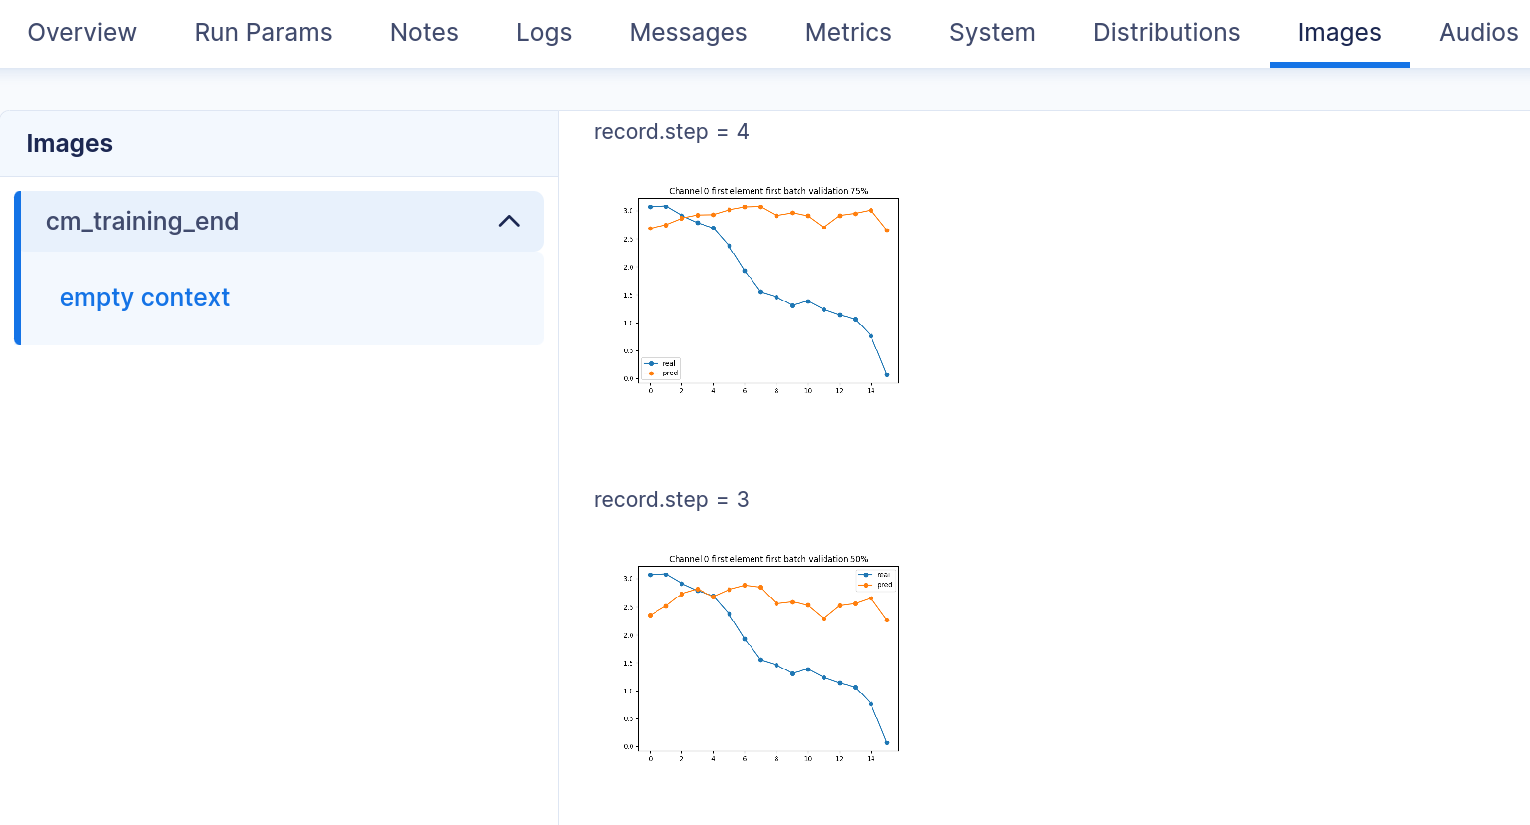 Overview Run Params Notes Logs Messages Metrics System Distributions Images Audios
Images
cm_training_end
empty context
record.step = 4
Channel 0 first element first batch validation 75%
3.0
2.5
2.0
1.5
1.0
0.5
0.0
real
pred
0 2 4 6 8 10 12 14
record.step = 3
Channel 0 first element first batch validation 50%
real
pred
3.0
2.5
2.0
1.5
1.0
0.5
0.0
0 2 4 6 8 10 12 14